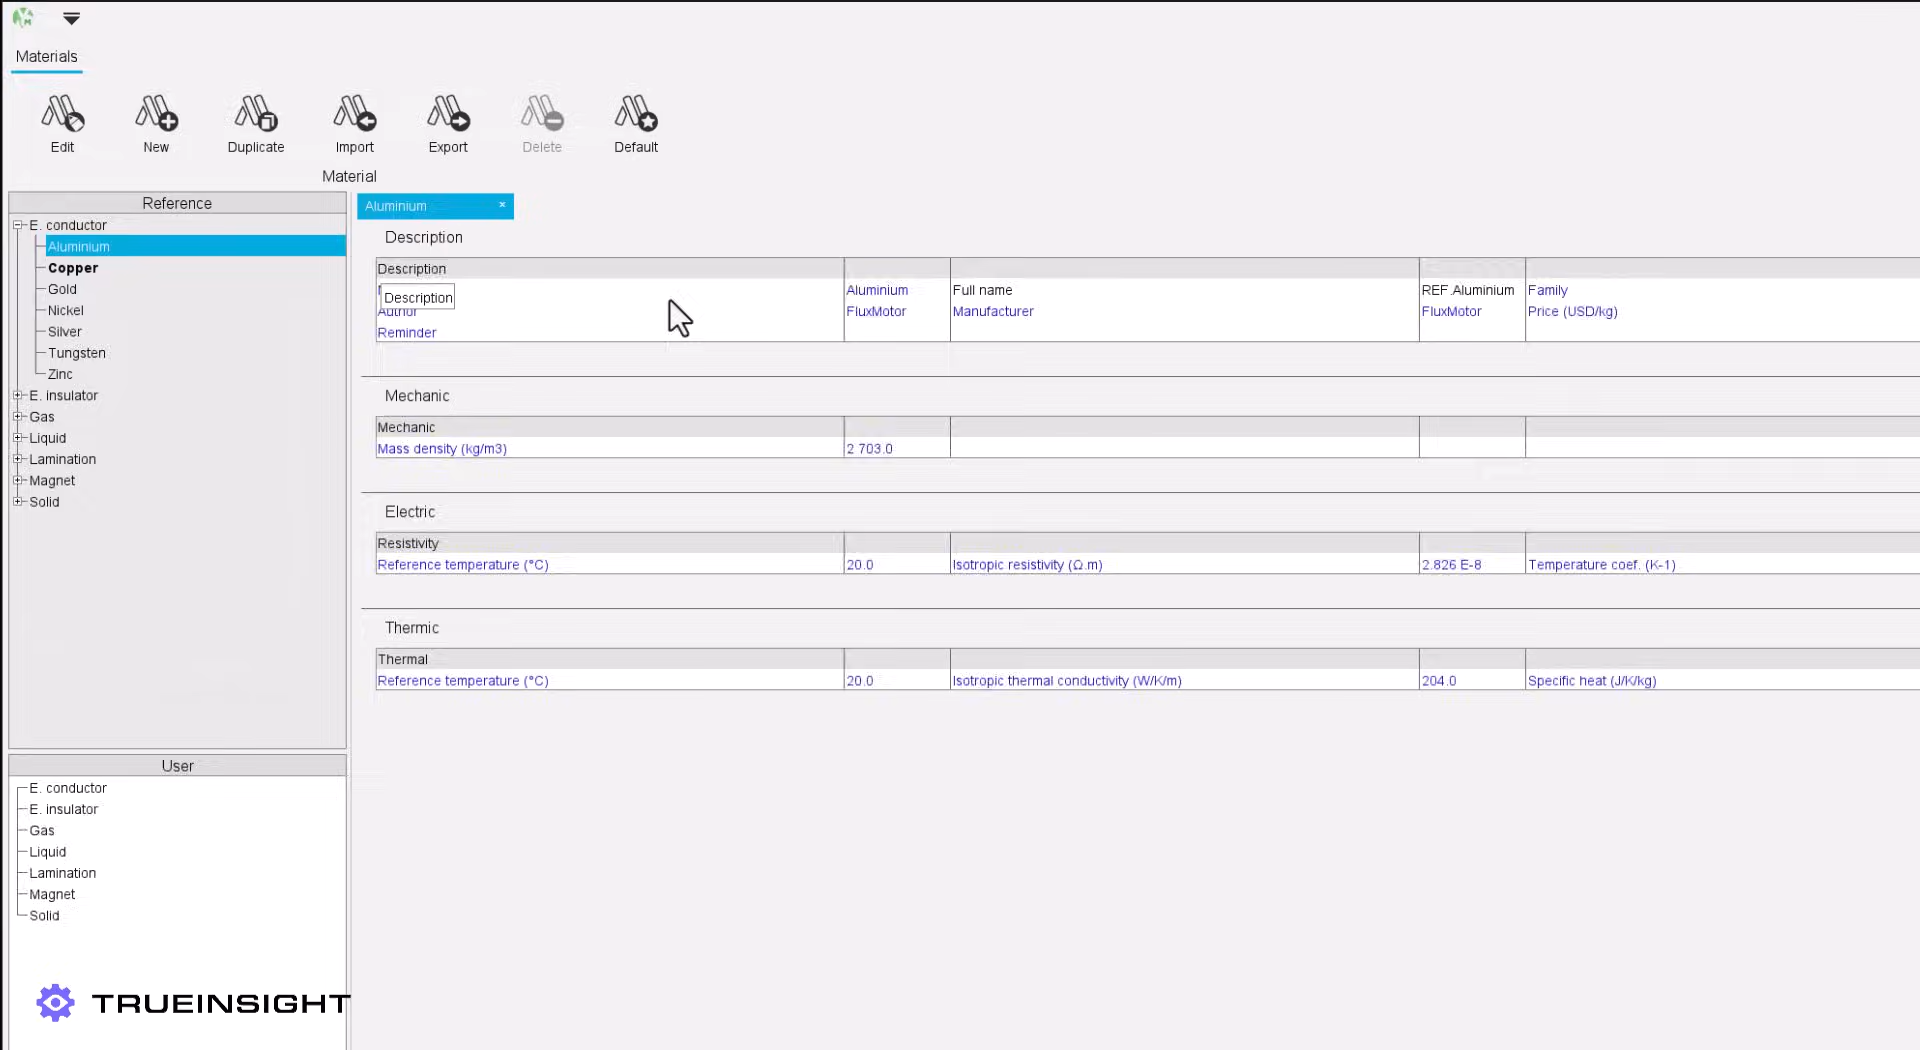 Materials
Edit New Duplicate Import Export Delete Default
Material
Reference
E. conductor
Aluminium
Copper
Gold
Nickel
Silver
Tungsten
Zinc
E. insulator
Gas
Liquid
Lamination
Magnet
Solid
User
E. conductor
E. insulator
Gas
Liquid
Lamination
Magnet
Solid
TRUEINSIGHT
Aluminium ×
Description
Description
Description
Aluminium Full name REF.Aluminium Family
Author FluxMotor Manufacturer FluxMotor Price (USD/kg)
Reminder
Mechanic
Mechanic
Mass density (kg/m3) 2 703.0
Electric
Resistivity
Reference temperature (°C) 20.0 Isotropic resistivity (Ω.m) 2.826 E-8 Temperature coef. (K-1)
Thermic
Thermal
Reference temperature (°C) 20.0 Isotropic thermal conductivity (W/K/m) 204.0 Specific heat (J/K/kg)